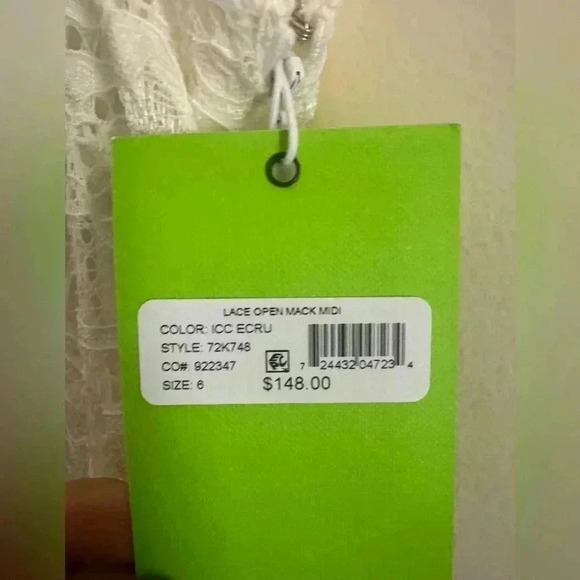 LACE OPEN MACK MIDI
COLOR: ICC ECRU
STYLE: 72K748
CO#: 922347
SIZE: 6
$148.00
7 24432 04723 4